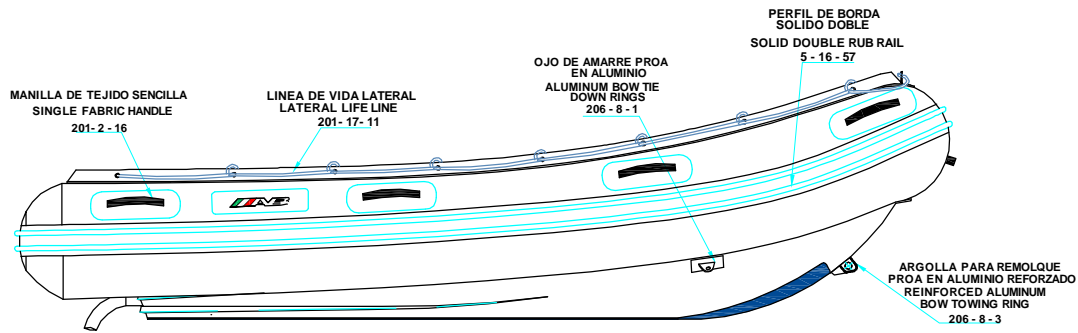 PERFIL DE BORDA
SOLIDO DOBLE
SOLID DOUBLE RUB RAIL
5 - 16 - 57
OJO DE AMARRE PROA
EN ALUMINIO
ALUMINUM BOW TIE
DOWN RINGS
206 - 8 - 1
MANILLA DE TEJIDO SENCILLA
SINGLE FABRIC HANDLE
201- 2 - 16
LINEA DE VIDA LATERAL
LATERAL LIFE LINE
201 - 17- 11
AB
ARGOLLA PARA REMOLQUE
PROA EN ALUMINIO REFORZADO
REINFORCED ALUMINUM
BOW TOWING RING
206 - 8 - 3